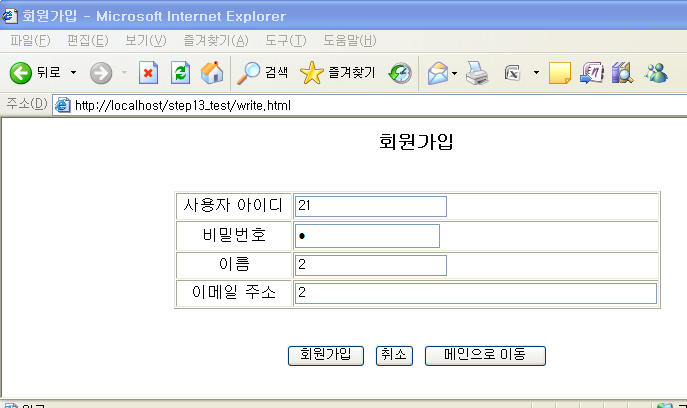 회원가입 - Microsoft Internet Explorer
파일(F) 편집(E) 보기(V) 즐겨찾기(A) 도구(T) 도움말(H)
뒤로 검색 즐겨찾기
주소(D) http://localhost/step13_test/write.html
회원가입
사용자 아이디 21
비밀번호 ●
이름 2
이메일 주소 2
회원가입 취소 메인으로 이동